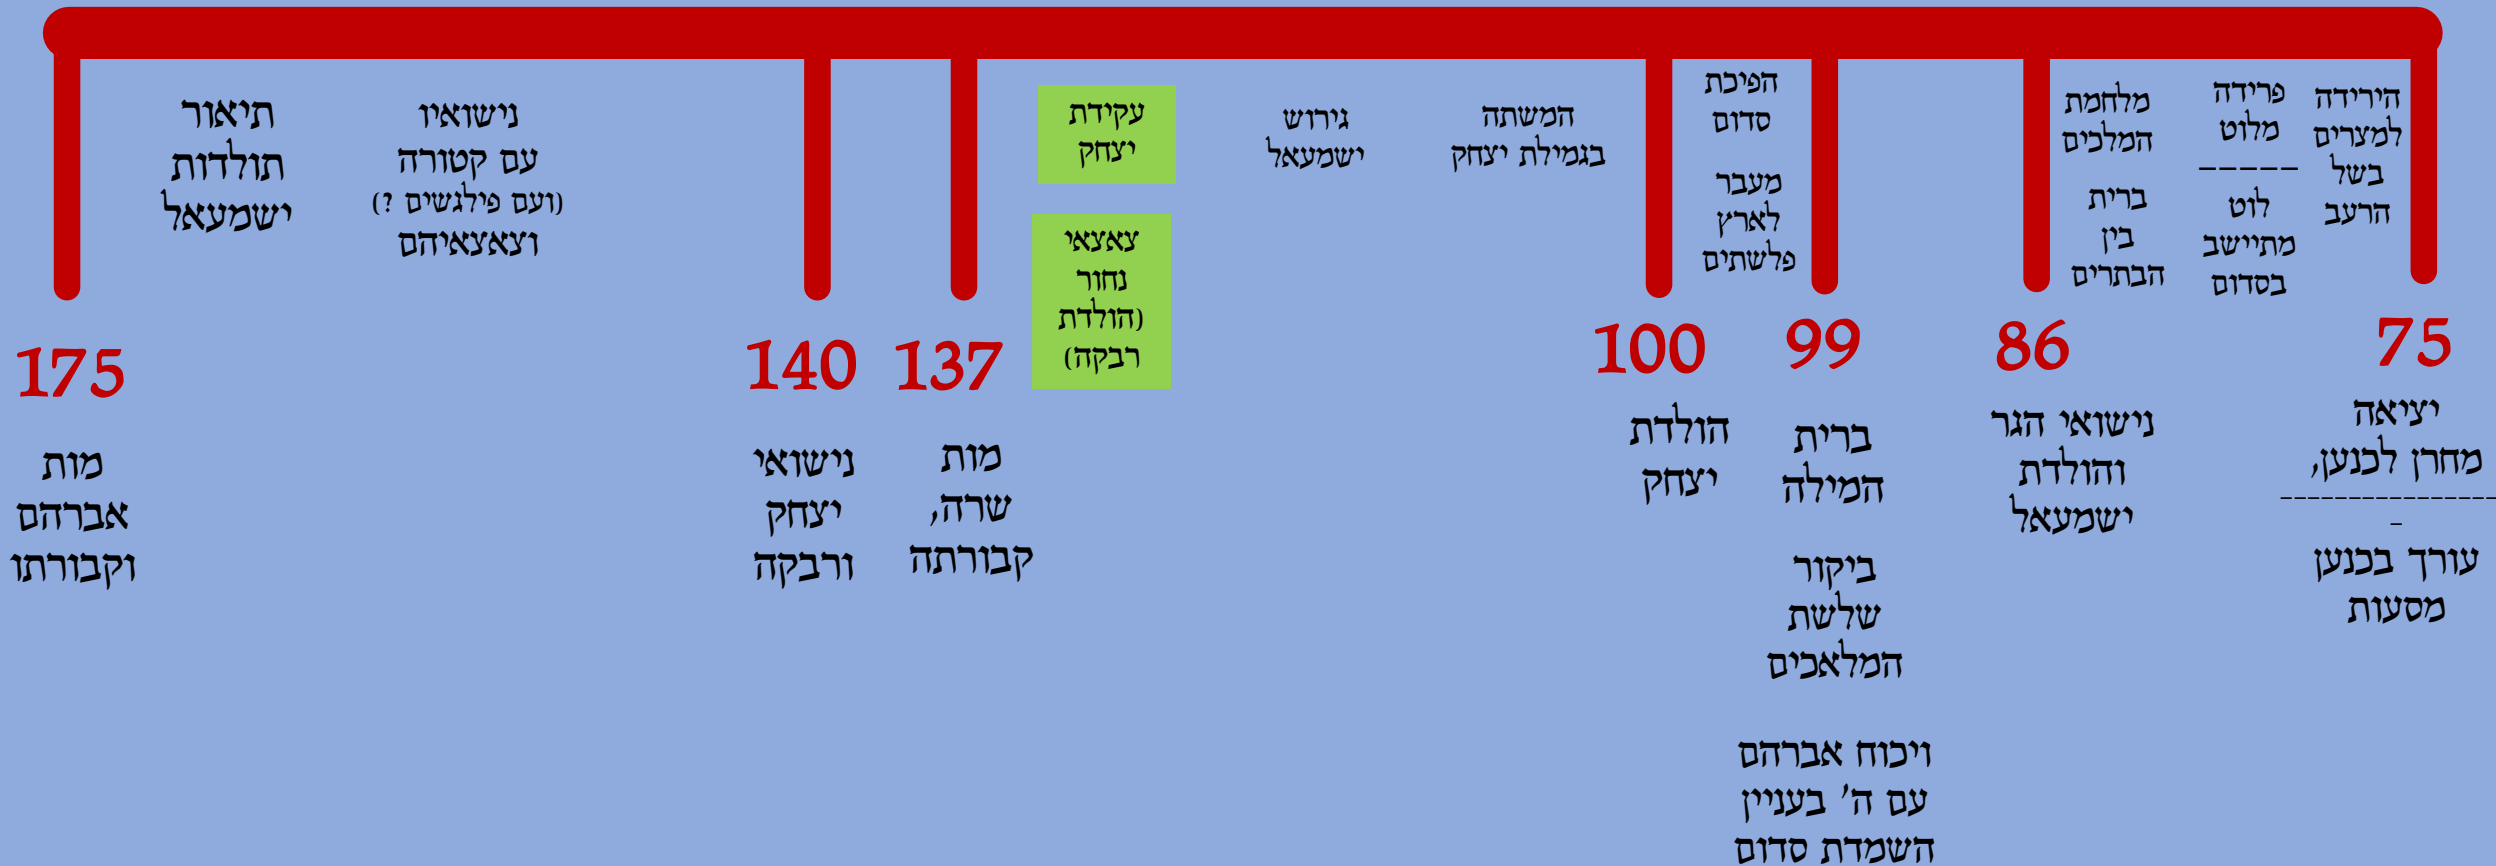 הירידה
למצרים
בשל
הרעב
75
יציאה
מחרן לכנען,
----------------
-
עורך בכנען
מסעות
פרידה
מלוט
-----
לוט
מתיישב
בסדום
מלחמת
המלכים
ברית
בין
הבתרים
86
נישואי הגר
והולדת
ישמעאל
99
ברית
המילה
ביקור
שלשת
המלאכים
ויכוח אברהם
עם ה' בעניין
השמדת סדום
הפיכת
סדום
מעבר
לארץ
פלשתים
100
הולדת
יצחק
המשתה
בגמילת יצחק
גירוש
ישמעאל
עקידת
יצחק
צאצאי
נחור
(הולדת
רבקה)
137
מות
שרה,
קבורתה
140
נישואי
יצחק
ורבקה
נישואין
עם קטורה
(ועם פילגשים ?)
וצאצאיהם
תיאור
תולדות
ישמעאל
175
מות
אברהם
וקבורתו